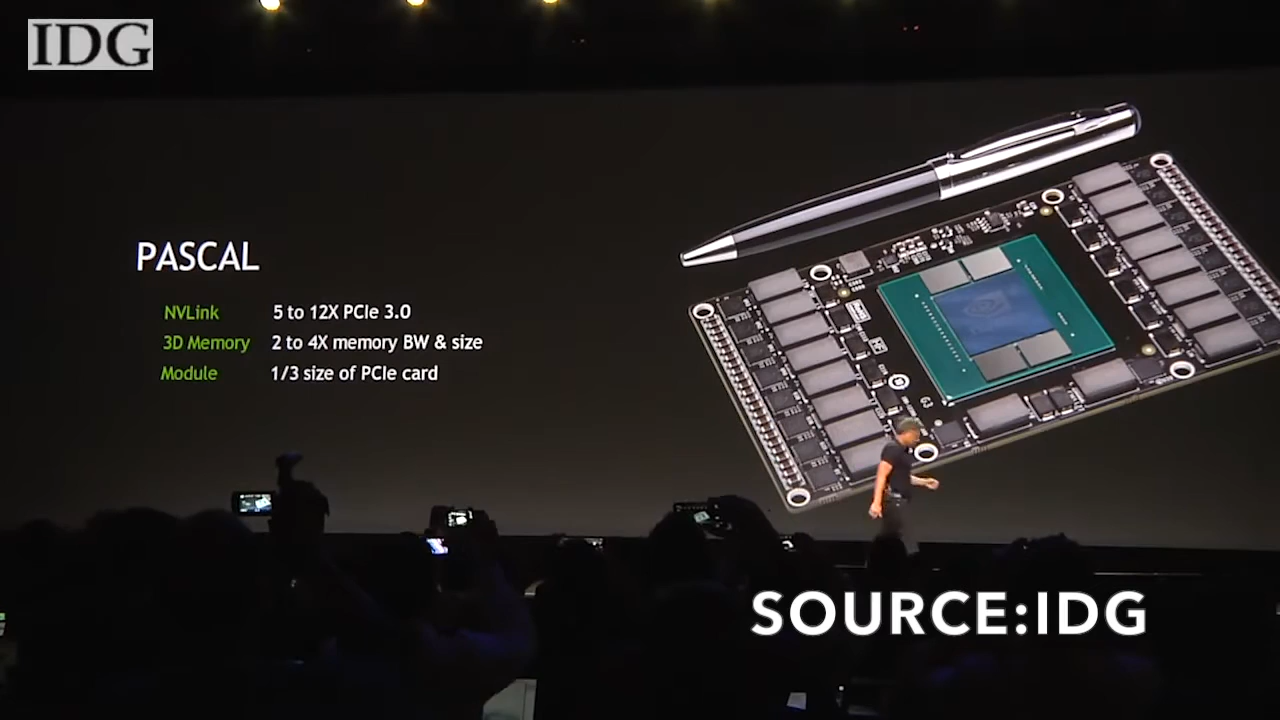 IDG
PASCAL
NVLink 5 to 12X PCIe 3.0
3D Memory 2 to 4X memory BW & size
Module 1/3 size of PCIe card
SOURCE:IDG